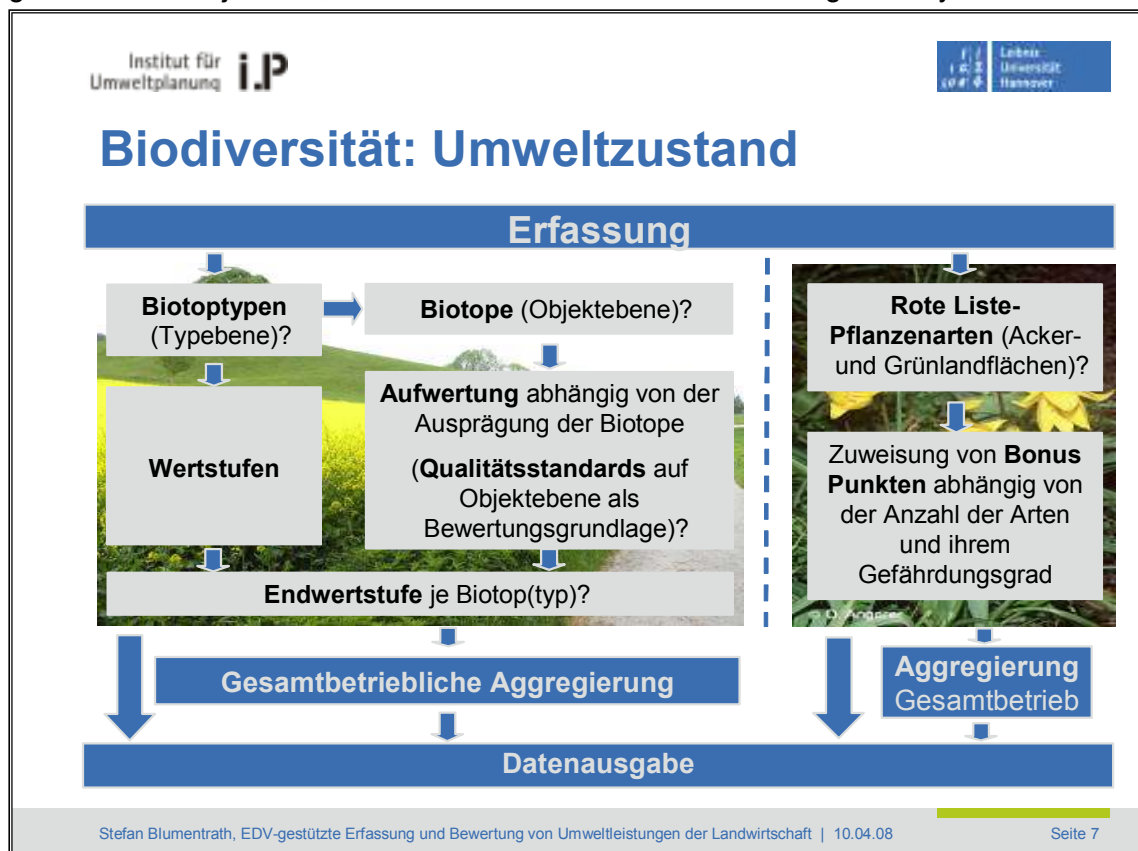 Institut für
Umweltplanung
Leibniz
Universität
Hannover
Biodiversität: Umweltzustand
Erfassung
Biotoptypen
(Typebene)?
Biotope (Objektebene)?
Rote Liste-
Pflanzenarten (Acker-
und Grünlandflächen)?
Wertstufen
Aufwertung abhängig von der
Ausprägung der Biotope
(Qualitätsstandards auf
Objektebene als
Bewertungsgrundlage)?
Zuweisung von Bonus
Punkten abhängig von
der Anzahl der Arten
und ihrem
Gefährdungsgrad
Endwertstufe je Biotop(typ)?
Gesamtbetriebliche Aggregierung
Aggregierung
Gesamtbetrieb
Datenausgabe
Stefan Blumentrath, EDV-gestützte Erfassung und Bewertung von Umweltleistungen der Landwirtschaft | 10.04.08
Seite 7